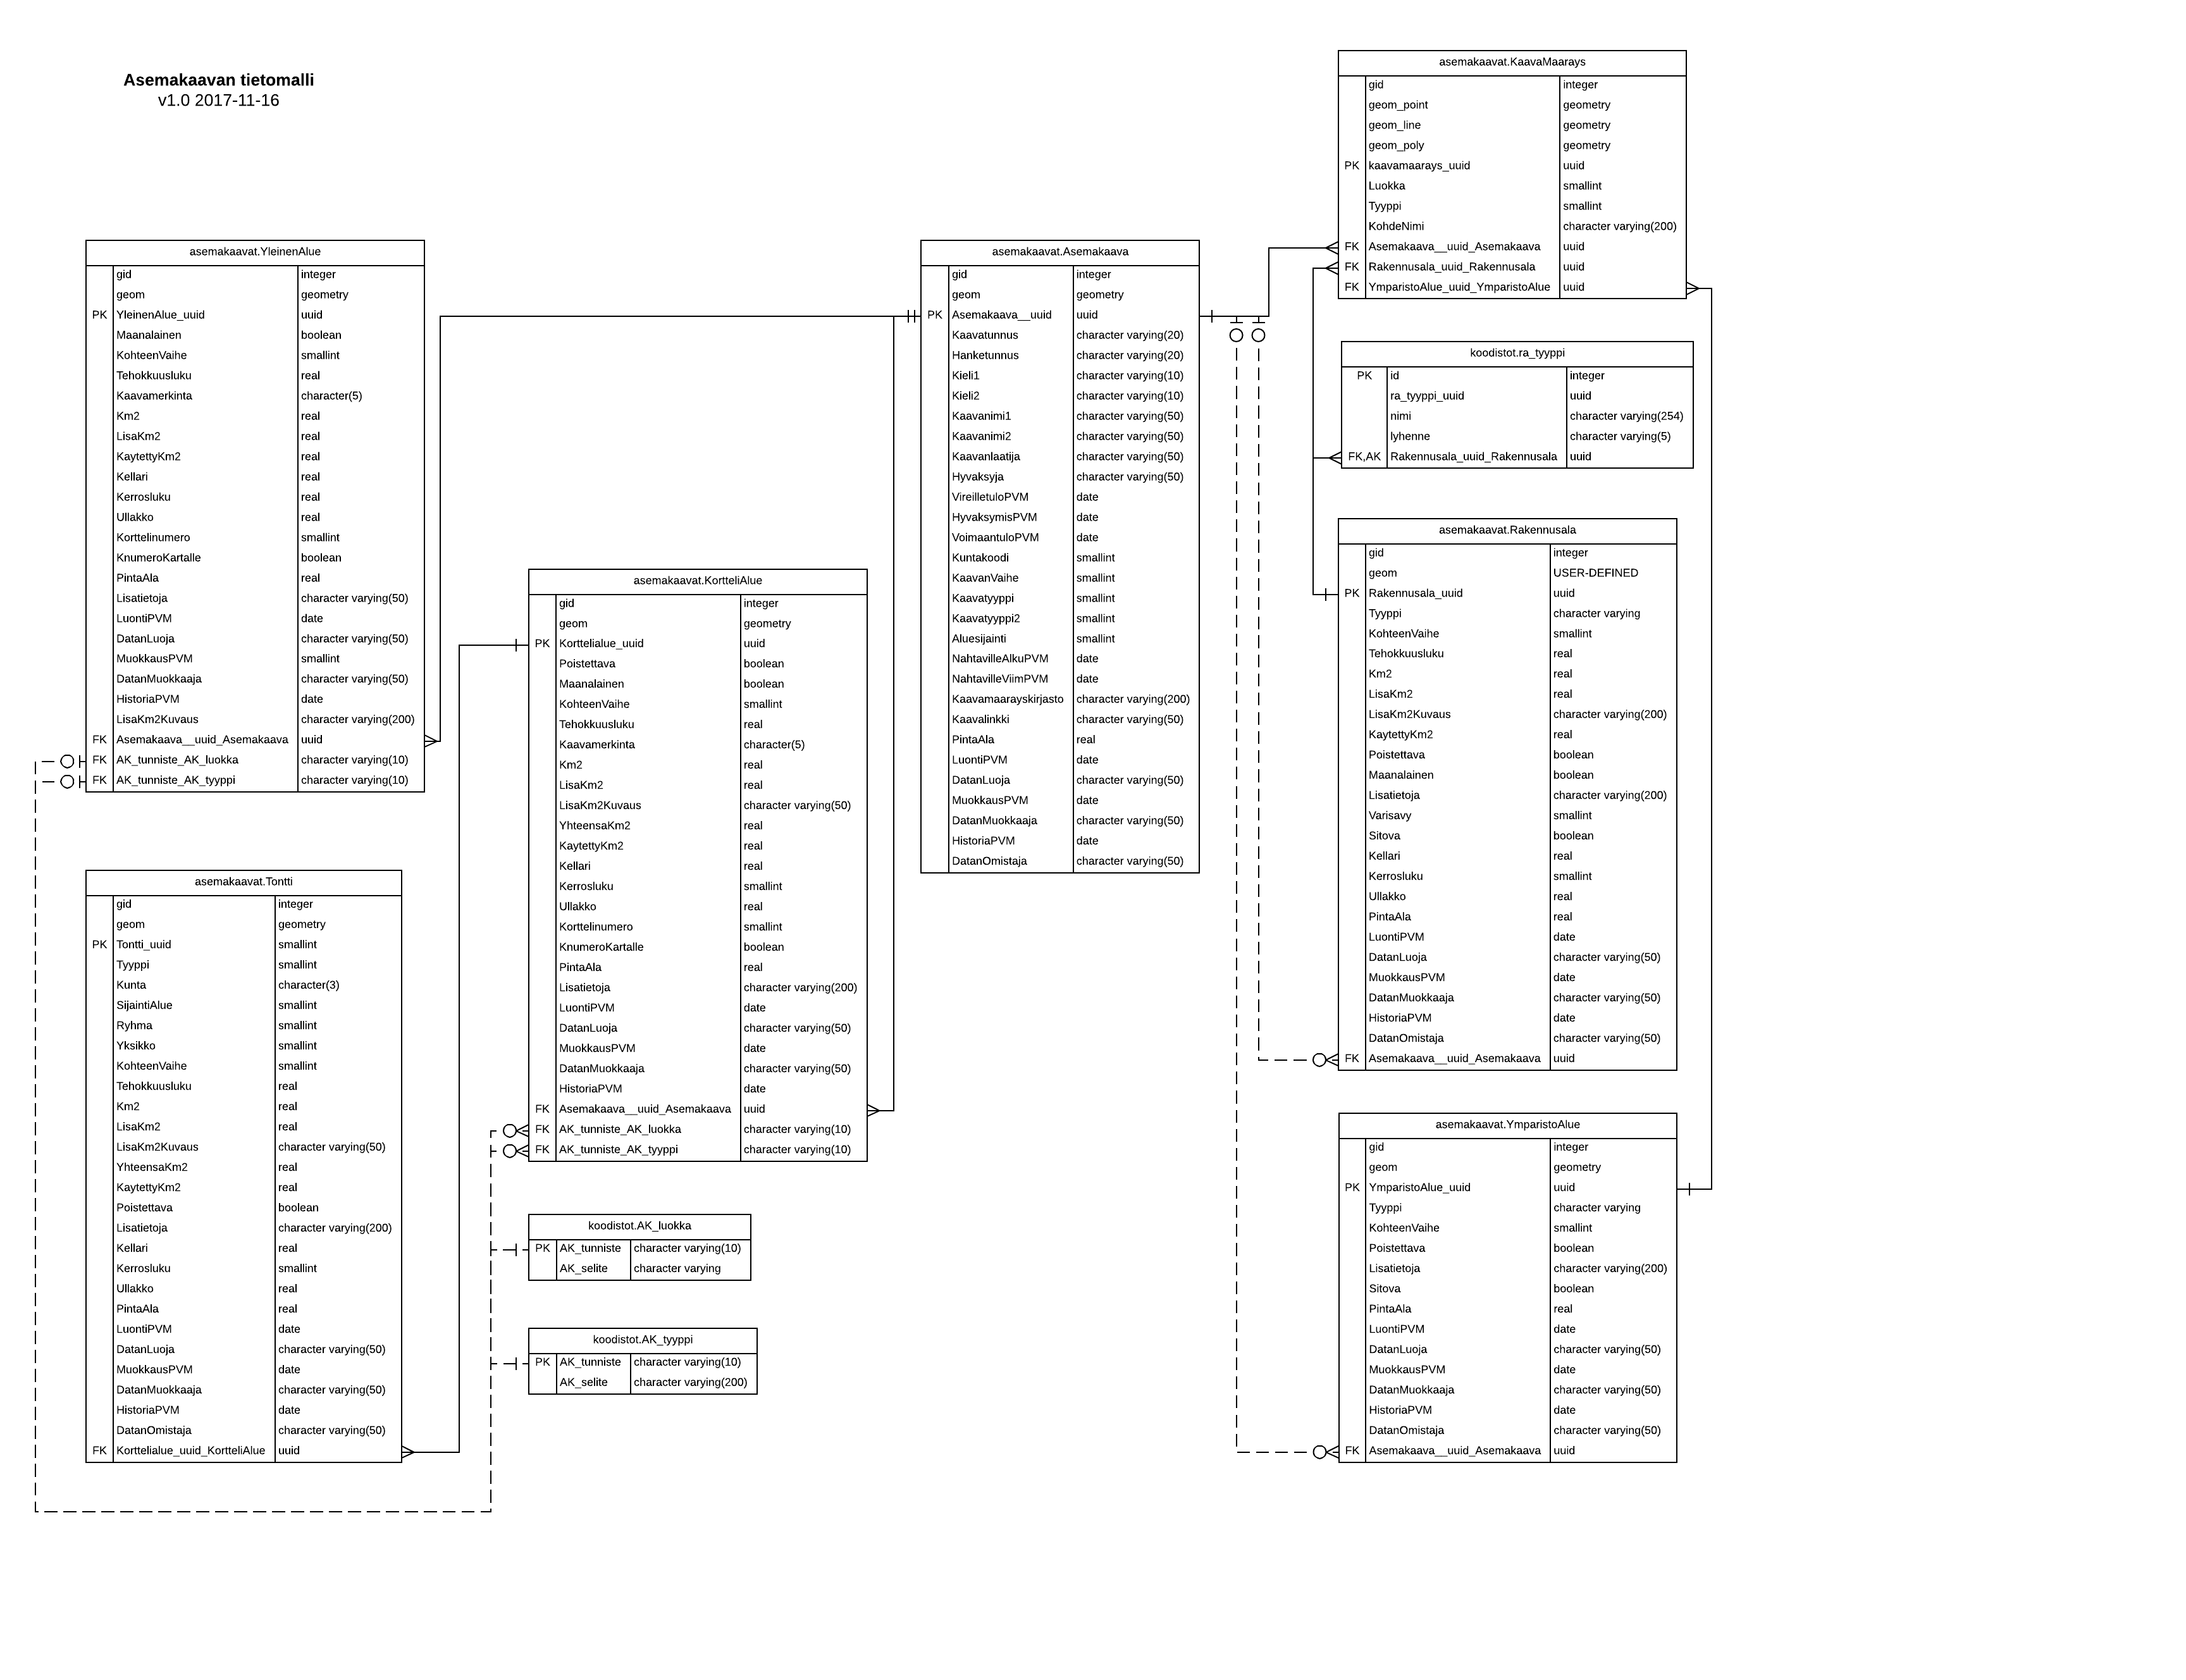 Asemakaavan tietomalli
v1.0 2017-11-16
asemakaavat.YleinenAlue
gid integer
geom geometry
PK YleinenAlue_uuid uuid
Maanalainen boolean
KohteenVaihe smallint
Tehokkuusluku real
Kaavamerkinta character(5)
Km2 real
LisaKm2 real
KaytettyKm2 real
Kellari real
Kerrosluku real
Ullakko real
Korttelinumero smallint
KnumeroKartalle boolean
PintaAla real
Lisatietoja character varying(50)
LuontiPVM date
DatanLuoja character varying(50)
MuokkausPVM smallint
DatanMuokkaaja character varying(50)
HistoriaPVM date
LisaKm2Kuvaus character varying(200)
FK Asemakaava__uuid_Asemakaava uuid
FK AK_tunniste_AK_luokka character varying(10)
FK AK_tunniste_AK_tyyppi character varying(10)
asemakaavat.Tontti
gid integer
geom geometry
PK Tontti_uuid smallint
Tyyppi smallint
Kunta character(3)
SijaintiAlue smallint
Ryhma smallint
Yksikko smallint
KohteenVaihe smallint
Tehokkuusluku real
Km2 real
LisaKm2 real
LisaKm2Kuvaus character varying(50)
YhteensaKm2 real
KaytettyKm2 real
Poistettava boolean
Lisatietoja character varying(200)
Kellari real
Kerrosluku smallint
Ullakko real
PintaAla real
LuontiPVM date
DatanLuoja character varying(50)
MuokkausPVM date
DatanMuokkaaja character varying(50)
HistoriaPVM date
DatanOmistaja character varying(50)
FK Korttelialue_uuid_KortteliAlue uuid
asemakaavat.KortteliAlue
gid integer
geom geometry
PK Korttelialue_uuid uuid
Poistettava boolean
Maanalainen boolean
KohteenVaihe smallint
Tehokkuusluku real
Kaavamerkinta character(5)
Km2 real
LisaKm2 real
LisaKm2Kuvaus character varying(50)
YhteensaKm2 real
KaytettyKm2 real
Kellari real
Kerrosluku smallint
Ullakko real
Korttelinumero smallint
KnumeroKartalle boolean
PintaAla real
Lisatietoja character varying(200)
LuontiPVM date
DatanLuoja character varying(50)
MuokkausPVM date
DatanMuokkaaja character varying(50)
HistoriaPVM date
FK Asemakaava__uuid_Asemakaava uuid
FK AK_tunniste_AK_luokka character varying(10)
FK AK_tunniste_AK_tyyppi character varying(10)
koodistot.AK_luokka
PK AK_tunniste character varying(10)
AK_selite character varying
koodistot.AK_tyyppi
PK AK_tunniste character varying(10)
AK_selite character varying(200)
asemakaavat.Asemakaava
gid integer
geom geometry
PK Asemakaava__uuid uuid
Kaavatunnus character varying(20)
Hanketunnus character varying(20)
Kieli1 character varying(10)
Kieli2 character varying(10)
Kaavanimi1 character varying(50)
Kaavanimi2 character varying(50)
Kaavanlaatija character varying(50)
Hyvaksyja character varying(50)
VireilletuloPVM date
HyvaksymisPVM date
VoimaantuloPVM date
Kuntakoodi smallint
KaavanVaihe smallint
Kaavatyyppi smallint
Kaavatyyppi2 smallint
Aluesijainti smallint
NahtavilleAlkuPVM date
NahtavilleViimPVM date
Kaavamaarayskirjasto character varying(200)
Kaavalinkki character varying(50)
PintaAla real
LuontiPVM date
DatanLuoja character varying(50)
MuokkausPVM date
DatanMuokkaaja character varying(50)
HistoriaPVM date
DatanOmistaja character varying(50)
asemakaavat.KaavaMaarays
gid integer
geom_point geometry
geom_line geometry
geom_poly geometry
PK kaavamaarays_uuid uuid
Luokka smallint
Tyyppi smallint
KohdeNimi character varying(200)
FK Asemakaava__uuid_Asemakaava uuid
FK Rakennusala_uuid_Rakennusala uuid
FK YmparistoAlue_uuid_YmparistoAlue uuid
koodistot.ra_tyyppi
PK id integer
ra_tyyppi_uuid uuid
nimi character varying(254)
lyhenne character varying(5)
FK,AK Rakennusala_uuid_Rakennusala uuid
asemakaavat.Rakennusala
gid integer
geom USER-DEFINED
PK Rakennusala_uuid uuid
Tyyppi character varying
KohteenVaihe smallint
Tehokkuusluku real
Km2 real
LisaKm2 real
LisaKm2Kuvaus character varying(200)
KaytettyKm2 real
Poistettava boolean
Maanalainen boolean
Lisatietoja character varying(200)
Varisavy smallint
Sitova boolean
Kellari real
Kerrosluku smallint
Ullakko real
PintaAla real
LuontiPVM date
DatanLuoja character varying(50)
MuokkausPVM date
DatanMuokkaaja character varying(50)
HistoriaPVM date
DatanOmistaja character varying(50)
FK Asemakaava__uuid_Asemakaava uuid
asemakaavat.YmparistoAlue
gid integer
geom geometry
PK YmparistoAlue_uuid uuid
Tyyppi character varying
KohteenVaihe smallint
Poistettava boolean
Lisatietoja character varying(200)
Sitova boolean
PintaAla real
LuontiPVM date
DatanLuoja character varying(50)
MuokkausPVM date
DatanMuokkaaja character varying(50)
HistoriaPVM date
DatanOmistaja character varying(50)
FK Asemakaava__uuid_Asemakaava uuid